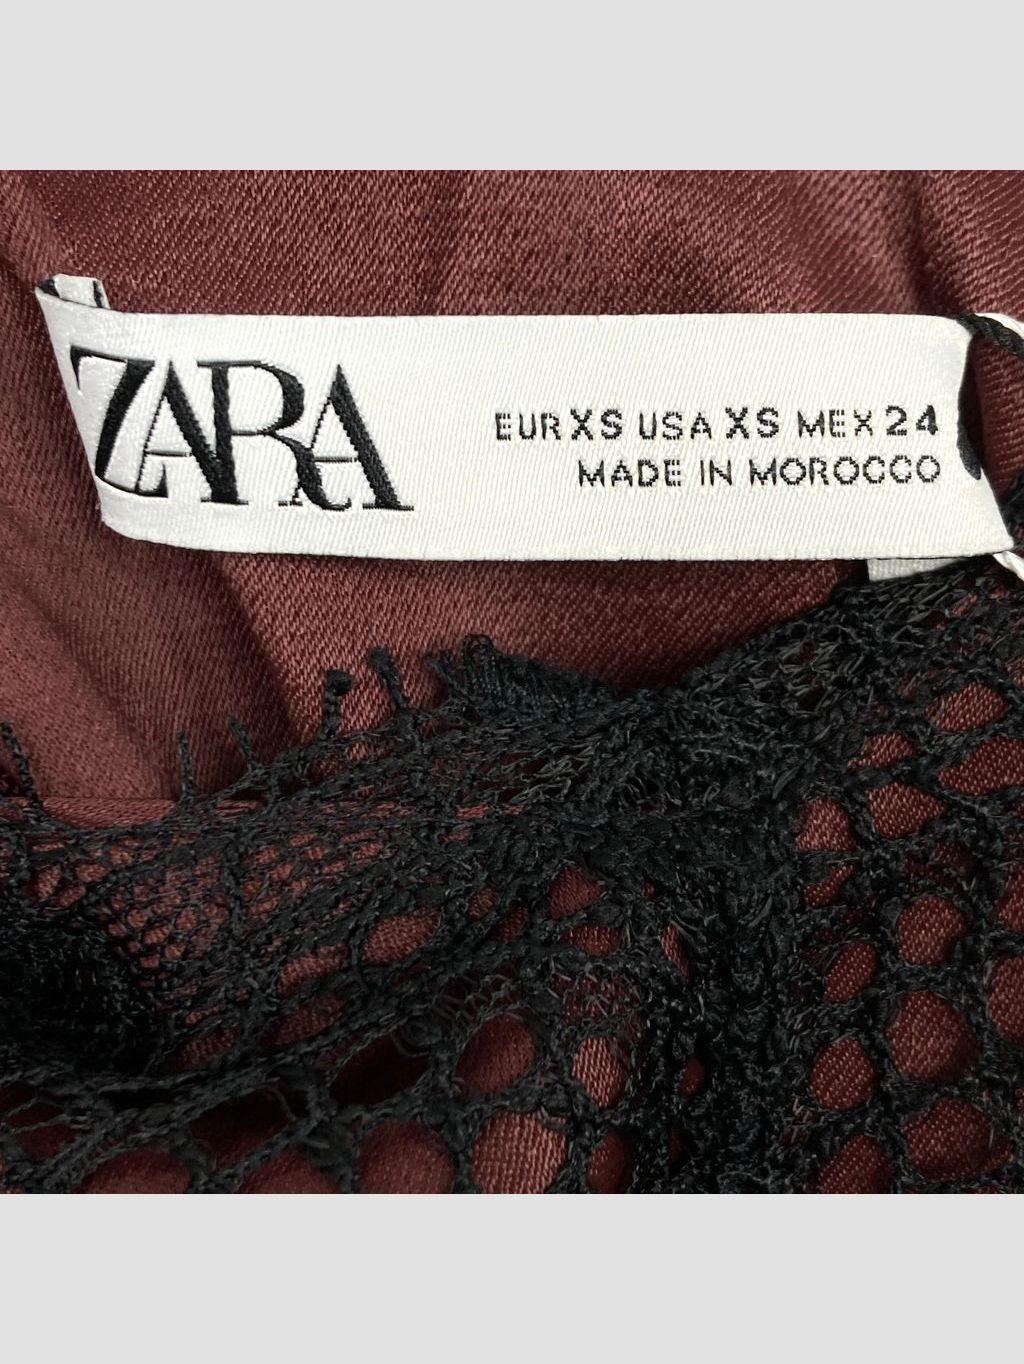 ZARA
EUR XS USA XS MEX 24
MADE IN MOROCCO